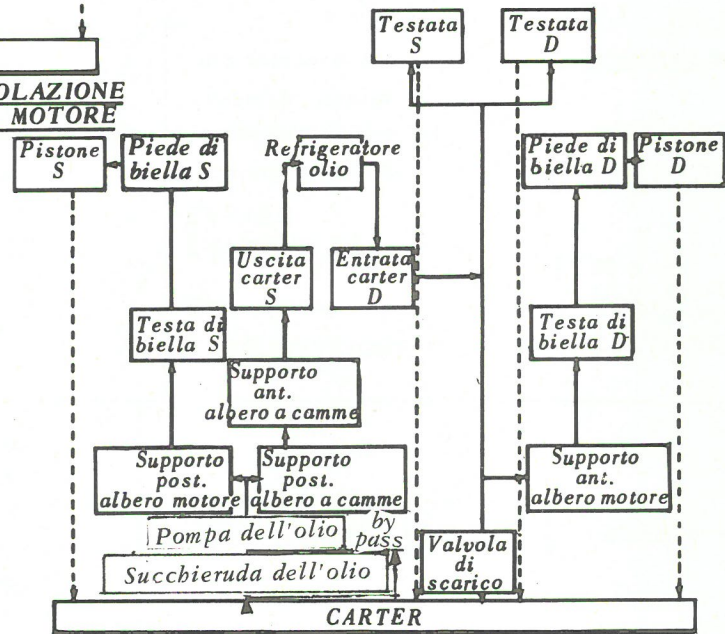 Testata
S
Testata
D
OLAZIONE
MOTORE
Pistone
S
Piede di
biella S
Refrigeratore
olio
Piede di
biella D
Pistone
D
Uscita
carter
S
Entrata
carter
D
Testa di
biella S
Testa di
biella D
Supporto
ant.
albero a camme
Supporto
post.
albero motore
Supporto
post.
albero a camme
Supporto
ant.
albero motore
Pompa dell'olio
by
pass
Valvola
di
scarico
Succhieruda dell'olio
CARTER